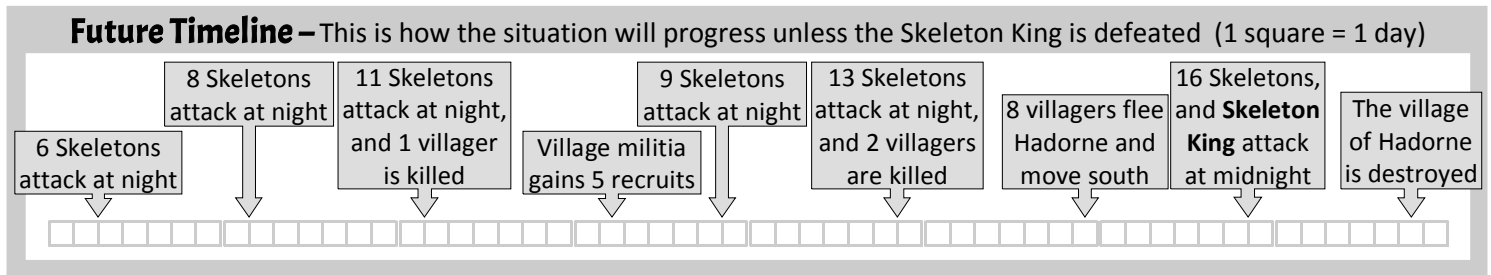 Future Timeline – This is how the situation will progress unless the Skeleton King is defeated (1 square = 1 day)
6 Skeletons
attack at night
8 Skeletons
attack at night
11 Skeletons
attack at night,
and 1 villager
is killed
Village militia
gains 5 recruits
9 Skeletons
attack at night
13 Skeletons
attack at night,
and 2 villagers
are killed
8 villagers flee
Hadorne and
move south
16 Skeletons,
and Skeleton
King attack
at midnight
The village
of Hadorne
is destroyed